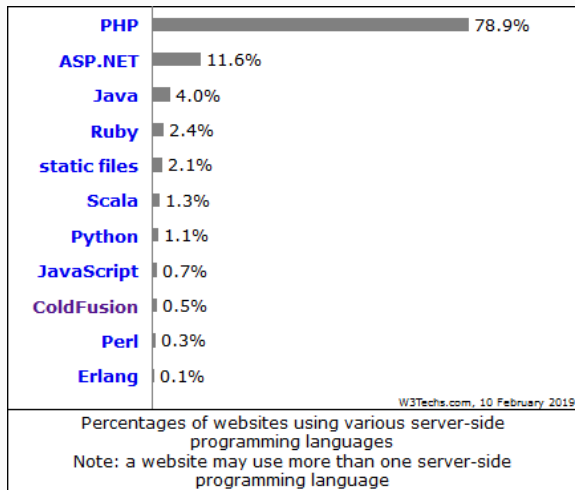 PHP 78.9%
ASP.NET 11.6%
Java 4.0%
Ruby 2.4%
static files 2.1%
Scala 1.3%
Python 1.1%
JavaScript 0.7%
ColdFusion 0.5%
Perl 0.3%
Erlang 0.1%
W3Techs.com, 10 February 2019
Percentages of websites using various server-side
programming languages
Note: a website may use more than one server-side
programming language